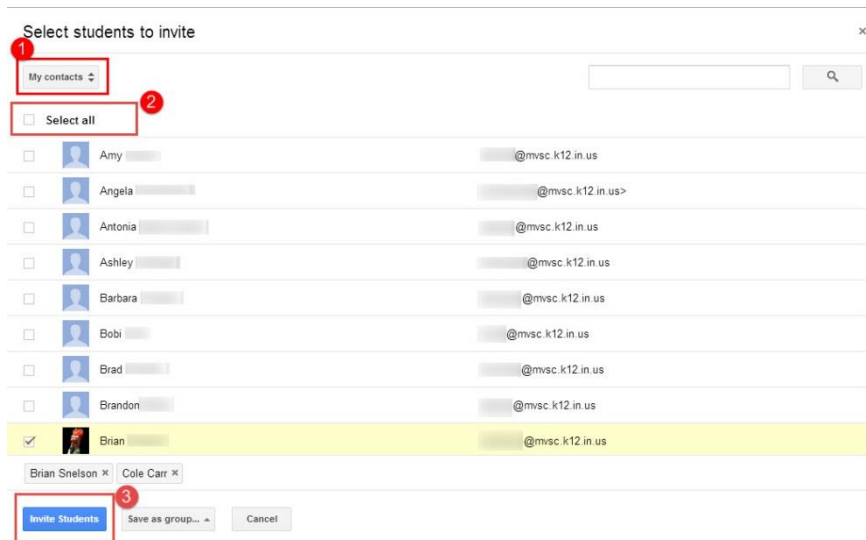 Select students to invite ×
1
My contacts
2
Select all
Amy @mvsc.k12.in.us
Angela @mvsc.k12.in.us>
Antonia @mvsc.k12.in.us
Ashley @mvsc.k12.in.us
Barbara @mvsc.k12.in.us
Bobi @mvsc.k12.in.us
Brad @mvsc.k12.in.us
Brandon @mvsc.k12.in.us
Brian @mvsc.k12.in.us
Brian Snelson × Cole Carr ×
3
Invite Students Save as group... Cancel